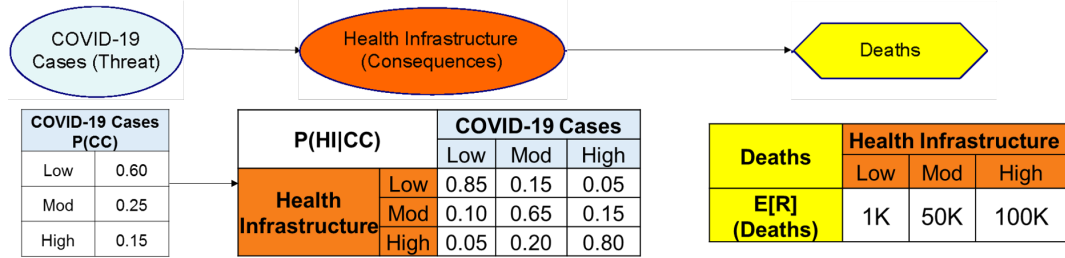 COVID-19
Cases (Threat)
Health Infrastructure
(Consequences)
Deaths
COVID-19 Cases
P(CC)
Low 0.60
Mod 0.25
High 0.15
P(HI|CC)
COVID-19 Cases
Low Mod High
Health
Infrastructure
Low 0.85 0.15 0.05
Mod 0.10 0.65 0.15
High 0.05 0.20 0.80
Deaths
Health Infrastructure
Low Mod High
E[R]
(Deaths)
1K 50K 100K